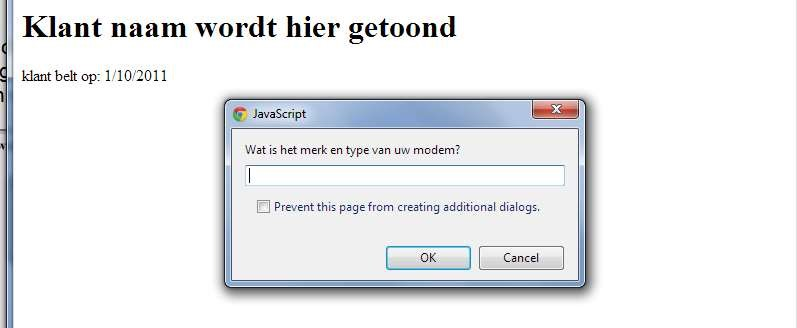 Klant naam wordt hier getoond
klant belt op: 1/10/2011
JavaScript
Wat is het merk en type van uw modem?
Prevent this page from creating additional dialogs.
OK
Cancel